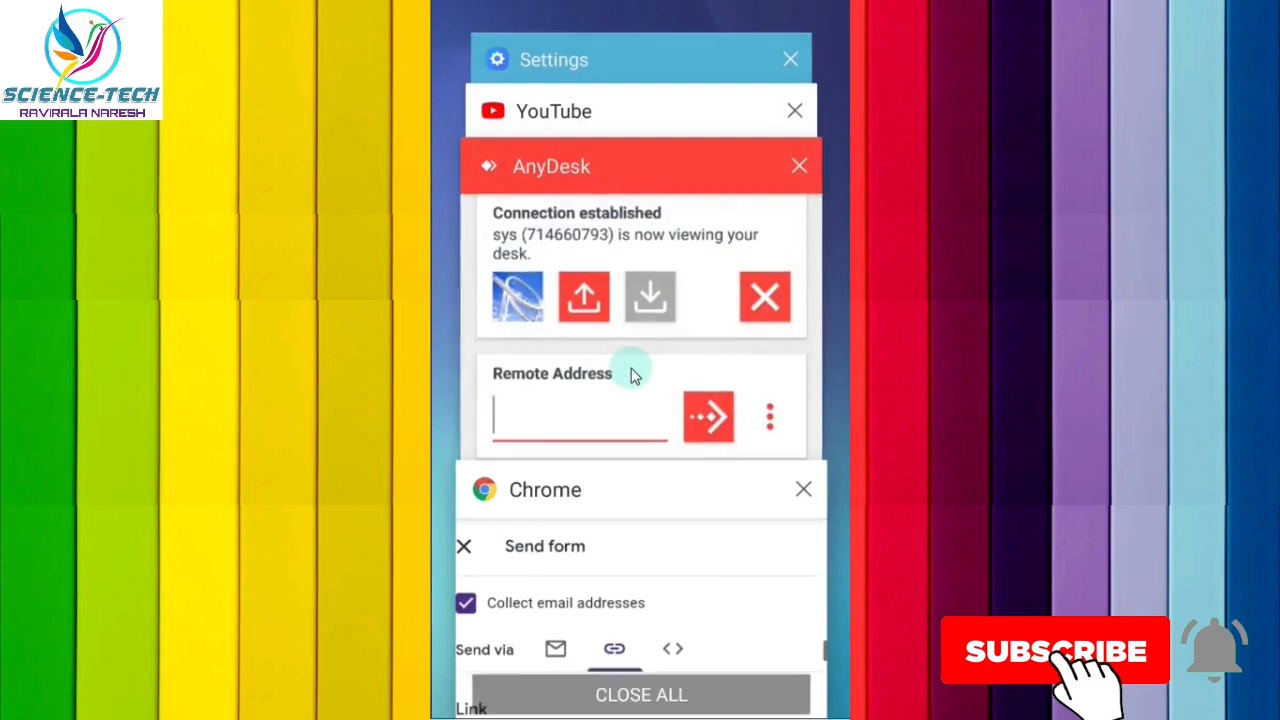 SCIENCE-TECH
RAVIRALA NARESH
Settings
YouTube
AnyDesk
Connection established
sys (714660793) is now viewing your
desk.
Remote Address
Chrome
Send form
Collect email addresses
Send via
Link
CLOSE ALL
SUBSCRIBE